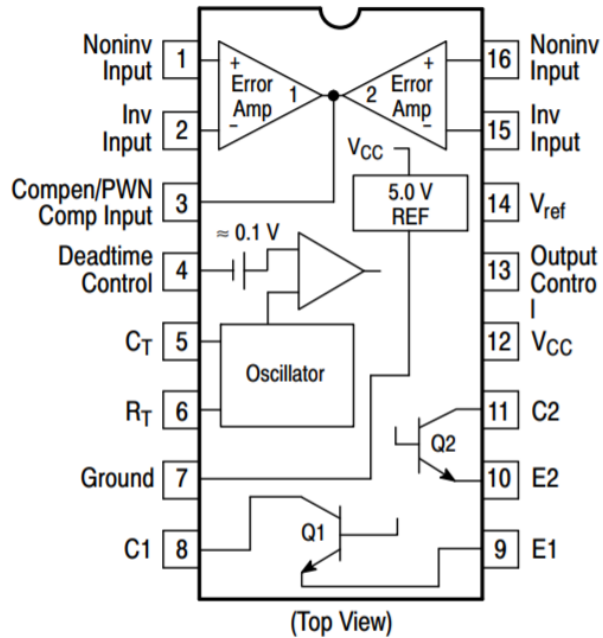 Noninv
Input
1
Inv
Input
2
Compen/PWN
Comp Input
3
Deadtime
Control
4
CT
5
RT
6
Ground
7
C1
8
+
Error
Amp
1
−
+
Error
Amp
2
−
VCC
5.0 V
REF
≈ 0.1 V
Oscillator
Q2
Q1
16
Noninv
Input
15
Inv
Input
14
Vref
13
Output
Contro
l
12
VCC
11
C2
10
E2
9
E1
(Top View)